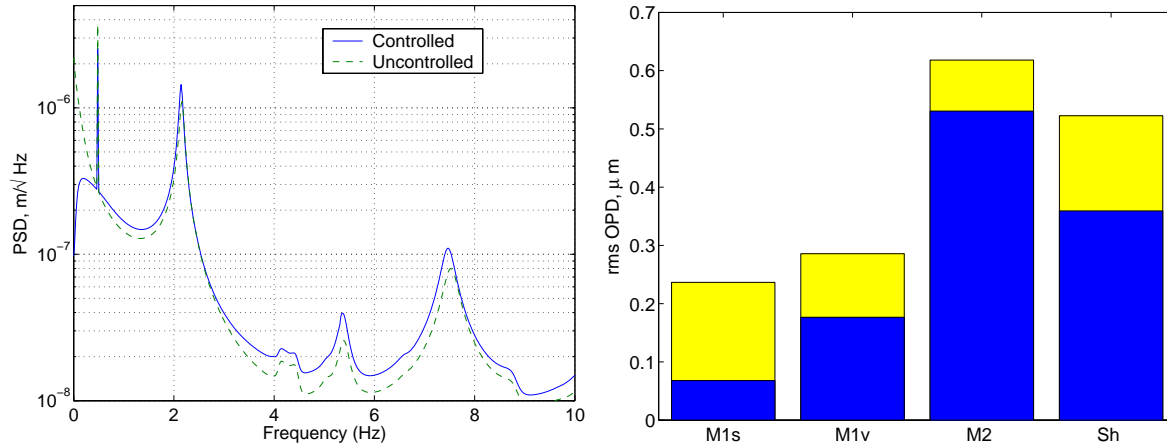 Controlled
Uncontrolled
10^-6
10^-7
10^-8
PSD, m/√ Hz
0 2 4 6 8 10
Frequency (Hz)
0.7
0.6
0.5
0.4
0.3
0.2
0.1
0
rms OPD, μ m
M1s M1v M2 Sh